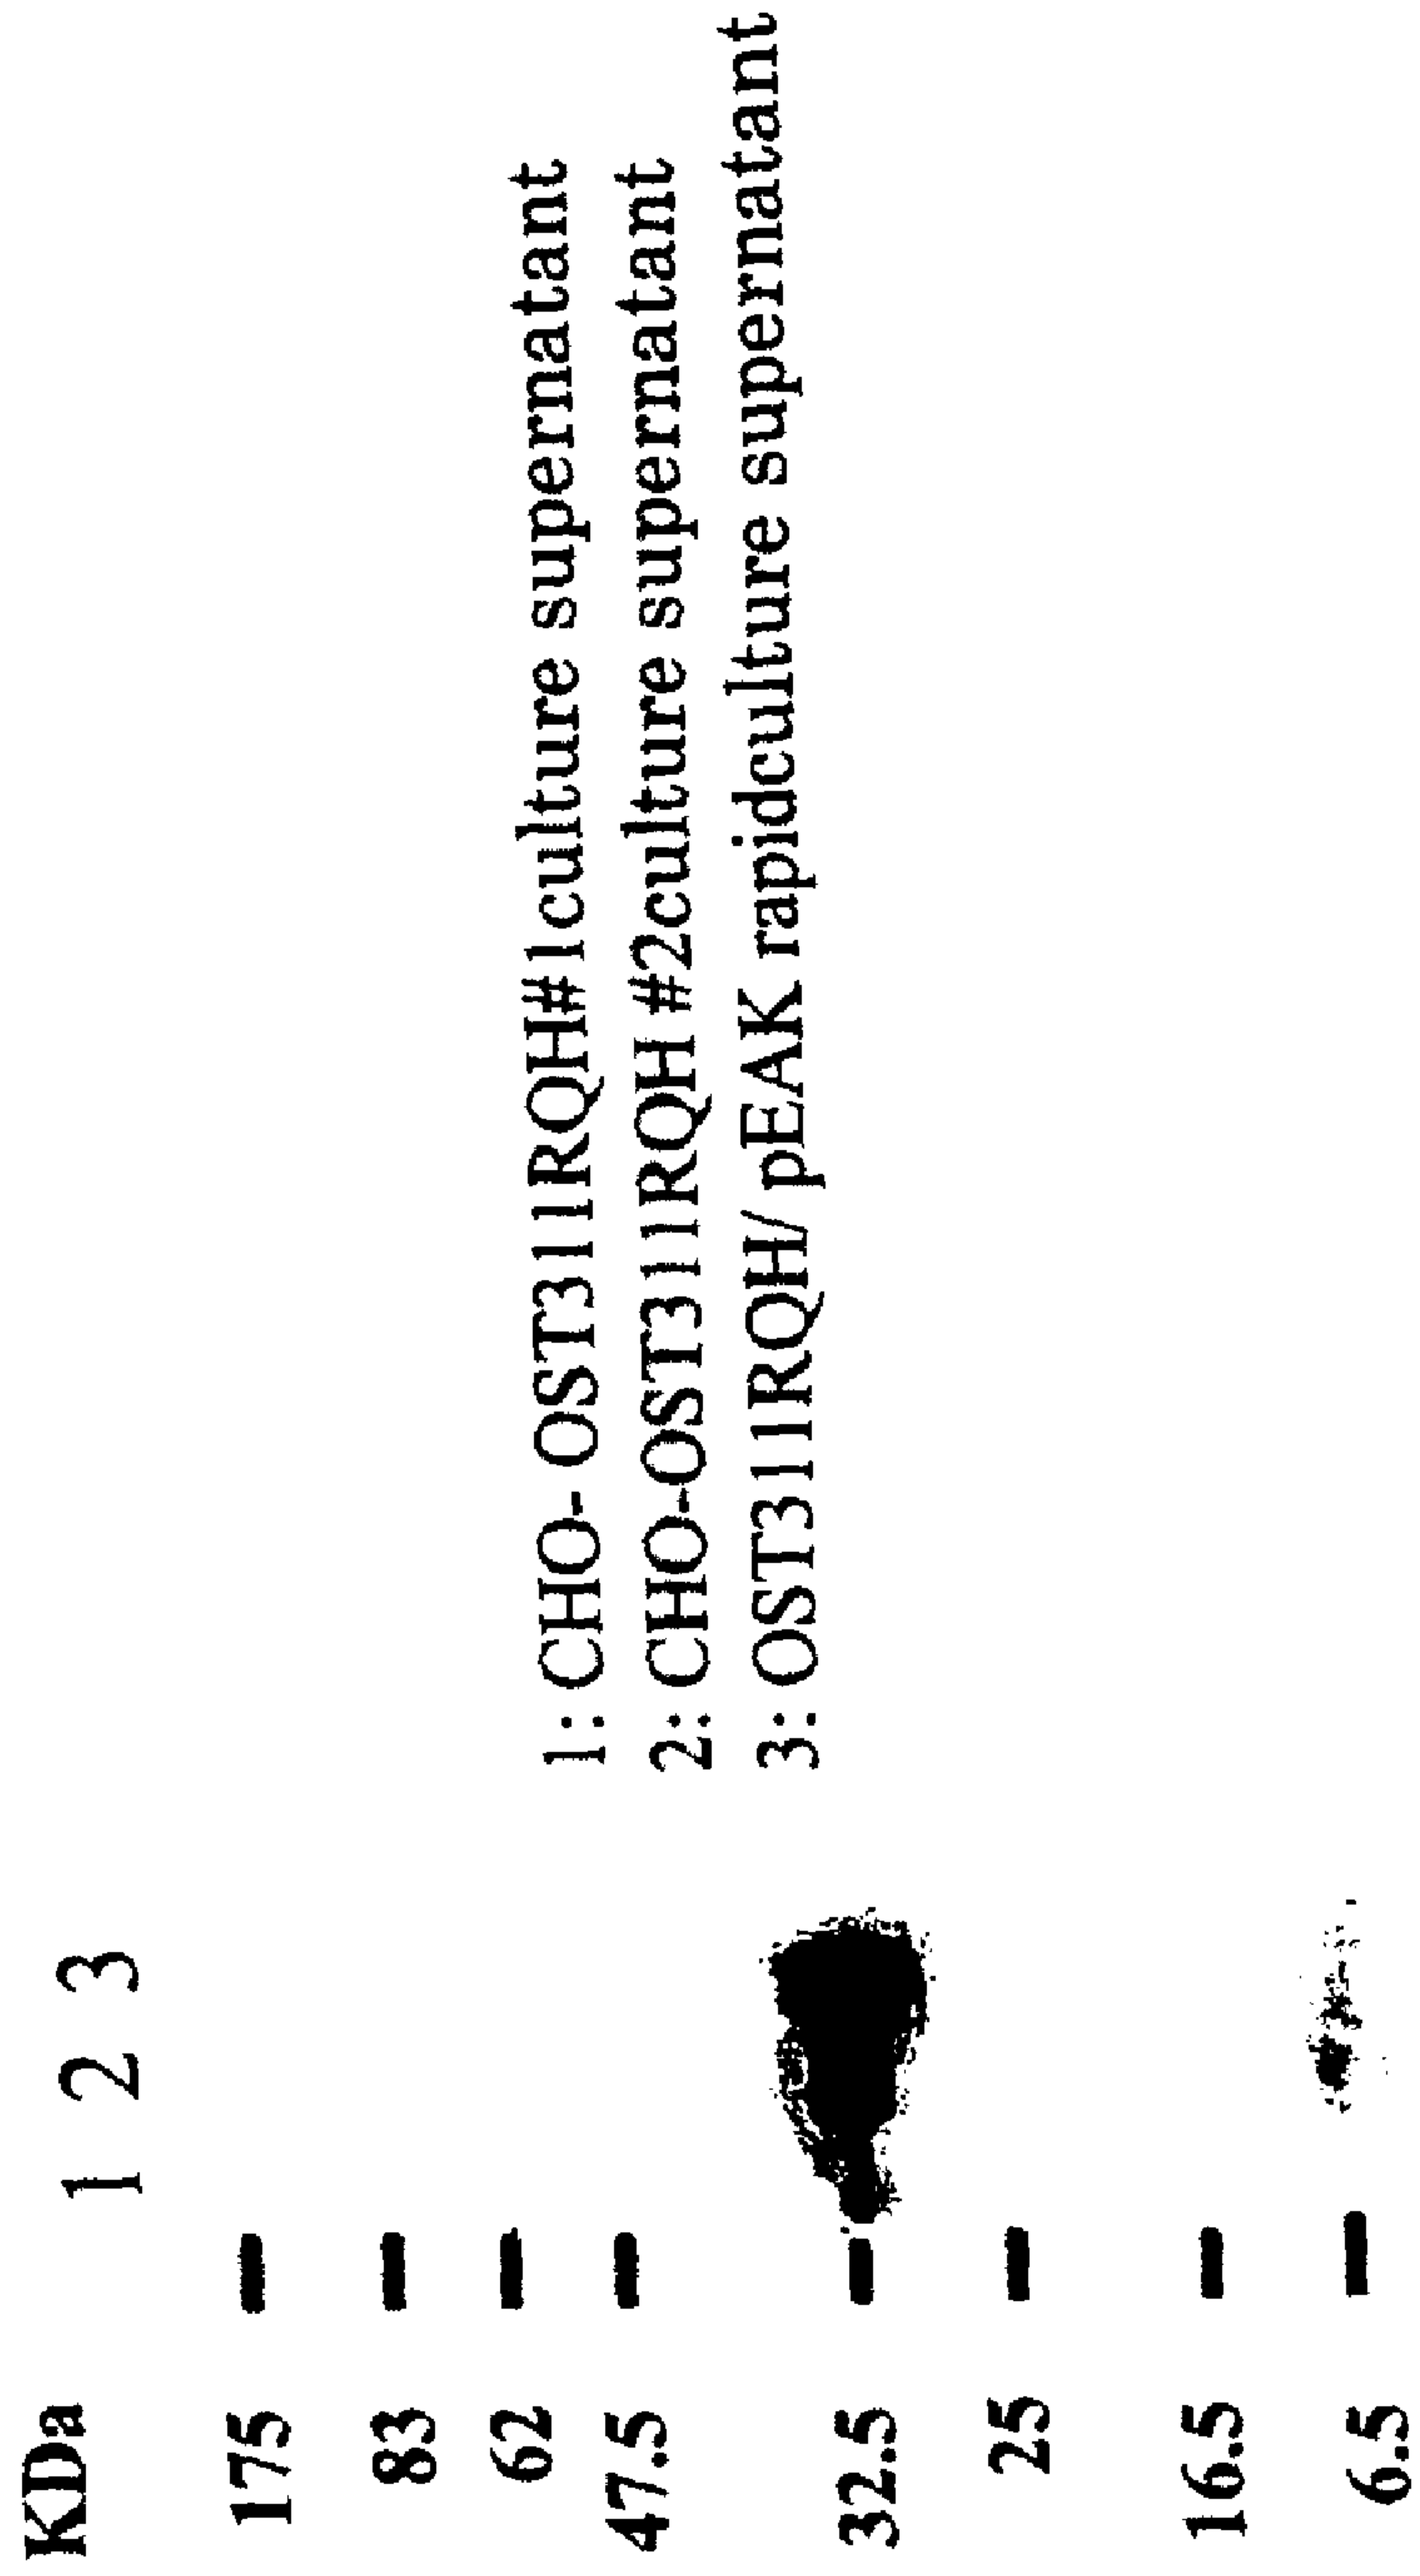 KDa
1 2 3
175
83
62
47.5
32.5
25
16.5
6.5
1: CHO- OST311RQH#1culture supernatant
2: CHO-OST311RQH #2culture supernatant
3: OST311RQH/ pEAK rapidculture supernatant